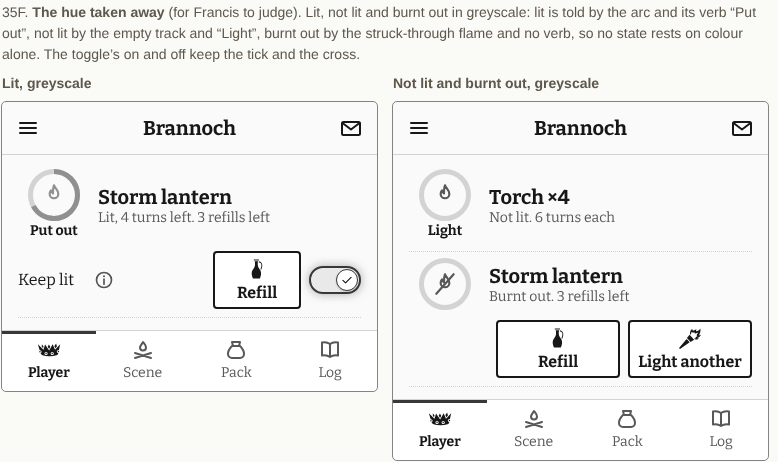 35F. The hue taken away (for Francis to judge). Lit, not lit and burnt out in greyscale: lit is told by the arc and its verb “Put
out”, not lit by the empty track and “Light”, burnt out by the struck-through flame and no verb, so no state rests on colour
alone. The toggle’s on and off keep the tick and the cross.
Lit, greyscale
Brannoch
Storm lantern
Lit, 4 turns left. 3 refills left
Put out
Keep lit
Refill
Player
Scene
Pack
Log
Not lit and burnt out, greyscale
Brannoch
Torch ×4
Not lit. 6 turns each
Light
Storm lantern
Burnt out. 3 refills left
Refill
Light another
Player
Scene
Pack
Log